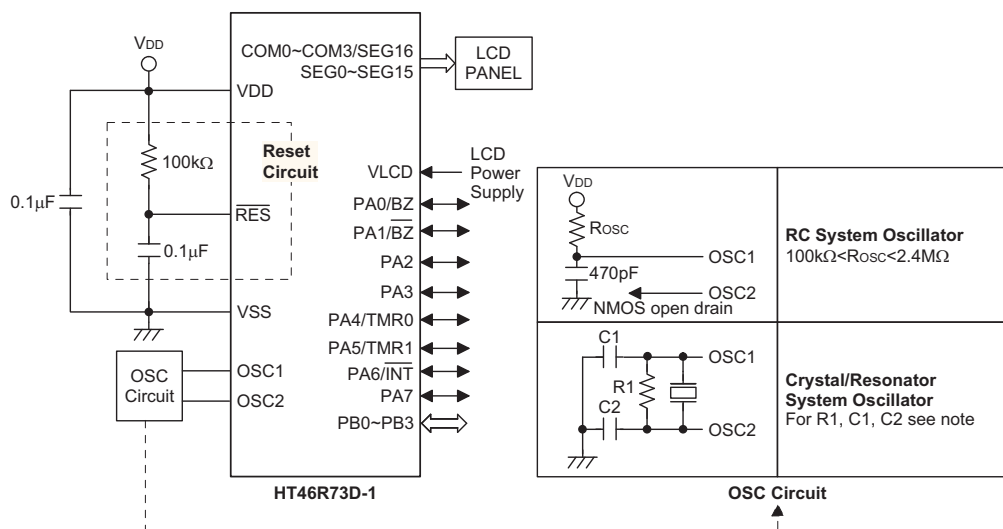 VDD
COM0~COM3/SEG16
SEG0~SEG15
LCD
PANEL
VDD
Reset
Circuit
100kΩ
0.1μF
RES
0.1μF
VSS
OSC
Circuit
OSC1
OSC2
VLCD
LCD
Power
Supply
PA0/BZ
PA1/BZ
PA2
PA3
PA4/TMR0
PA5/TMR1
PA6/INT
PA7
PB0~PB3
HT46R73D-1
VDD
ROSC
OSC1
470pF
OSC2
NMOS open drain
RC System Oscillator
100kΩ<ROSC<2.4MΩ
C1
OSC1
R1
C2
OSC2
Crystal/Resonator
System Oscillator
For R1, C1, C2 see note
OSC Circuit